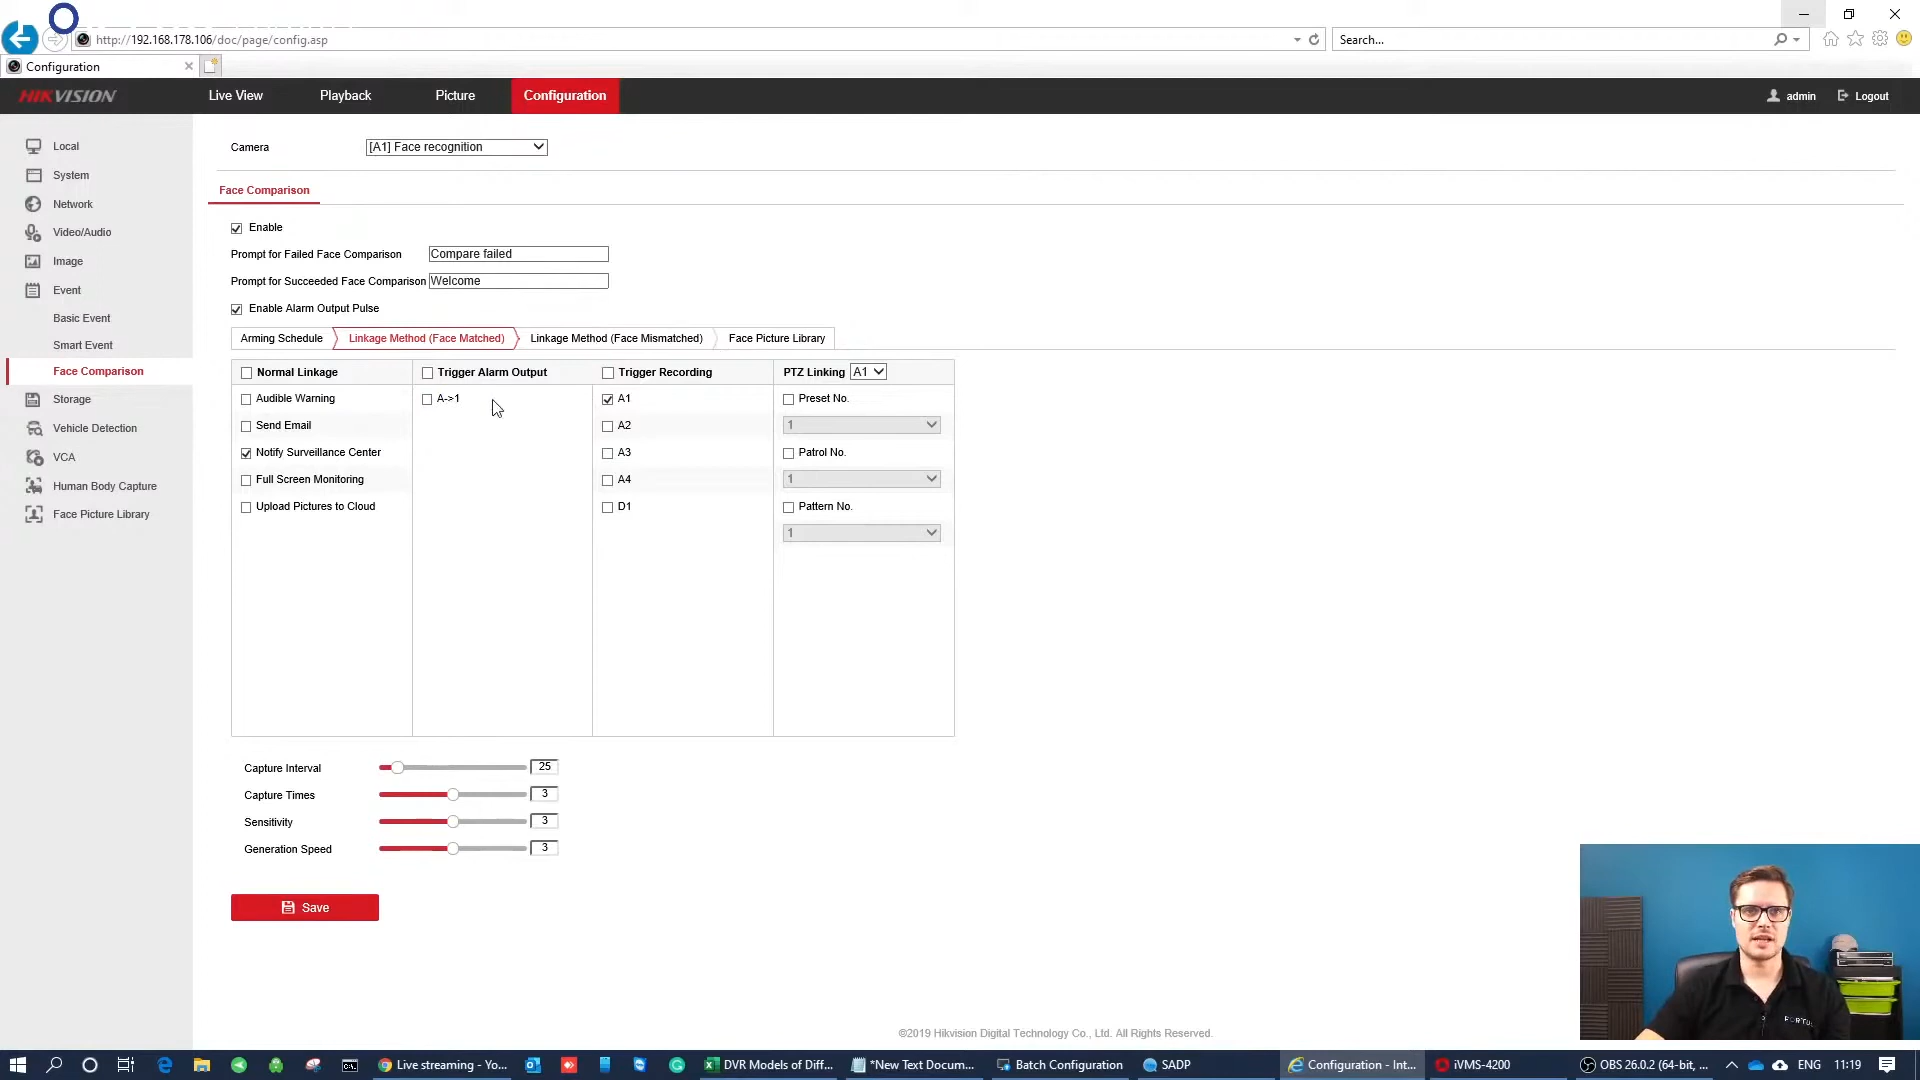 http://192.168.178.106/doc/page/config.asp
Search...
Configuration
HIKVISION
Live View
Playback
Picture
Configuration
admin
Logout
Local
System
Network
Video/Audio
Image
Event
Basic Event
Smart Event
Face Comparison
Storage
Vehicle Detection
VCA
Human Body Capture
Face Picture Library
Camera
[A1] Face recognition
Face Comparison
Enable
Prompt for Failed Face Comparison
Compare failed
Prompt for Succeeded Face Comparison
Welcome
Enable Alarm Output Pulse
Arming Schedule
Linkage Method (Face Matched)
Linkage Method (Face Mismatched)
Face Picture Library
Normal Linkage
Trigger Alarm Output
Trigger Recording
PTZ Linking
A1
Audible Warning
A->1
A1
Preset No.
Send Email
A2
1
Notify Surveillance Center
A3
Patrol No.
Full Screen Monitoring
A4
1
Upload Pictures to Cloud
D1
Pattern No.
1
Capture Interval
25
Capture Times
3
Sensitivity
3
Generation Speed
3
Save
©2019 Hikvision Digital Technology Co., Ltd. All Rights Reserved.
Live streaming - Yo...
DVR Models of Diff...
*New Text Docum...
Batch Configuration
SADP
Configuration - Int...
iVMS-4200
OBS 26.0.2 (64-bit, ...
ENG
11:19